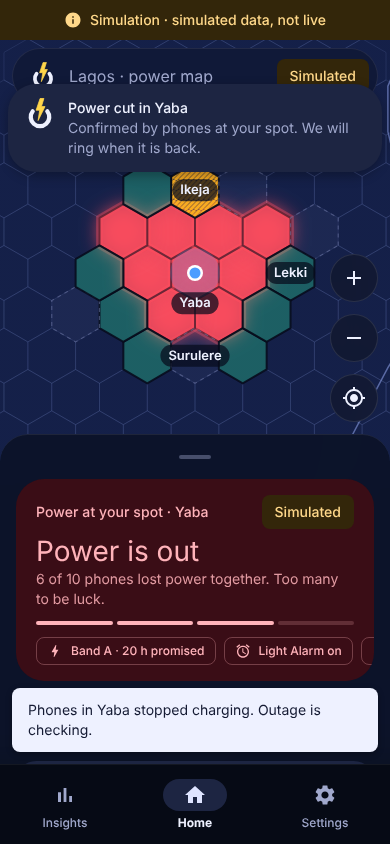 Simulation · simulated data, not live
Lagos · power map
Simulated
Power cut in Yaba
Confirmed by phones at your spot. We will
ring when it is back.
Ikeja
Lekki
Yaba
Surulere
Power at your spot · Yaba
Simulated
Power is out
6 of 10 phones lost power together. Too many
to be luck.
Band A · 20 h promised
Light Alarm on
Phones in Yaba stopped charging. Outage is
checking.
Insights
Home
Settings